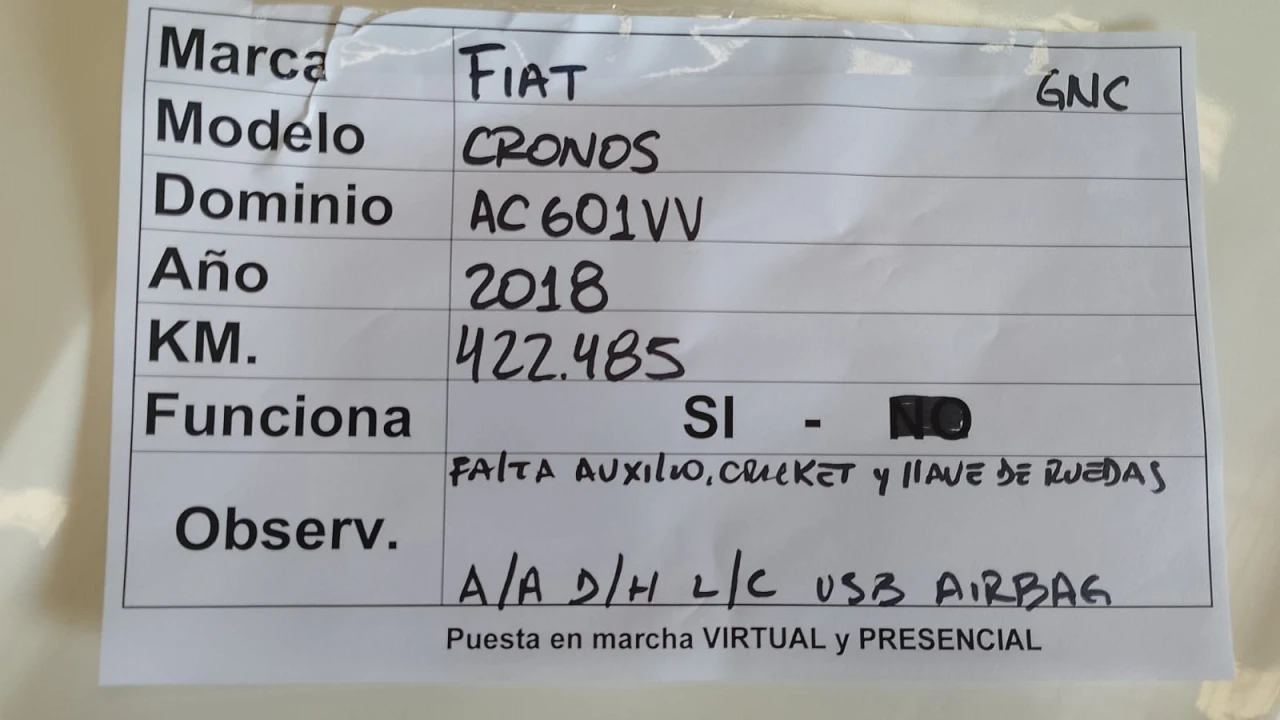 Marca FIAT GNC
Modelo CRONOS
Dominio AC601VV
Año 2018
KM. 422.485
Funciona SI - NO
FALTA AUXILIO, CRICKET y llAVE DE RUEDAS
Observ.
A/A D/H L/C USB AIRBAG
Puesta en marcha VIRTUAL y PRESENCIAL